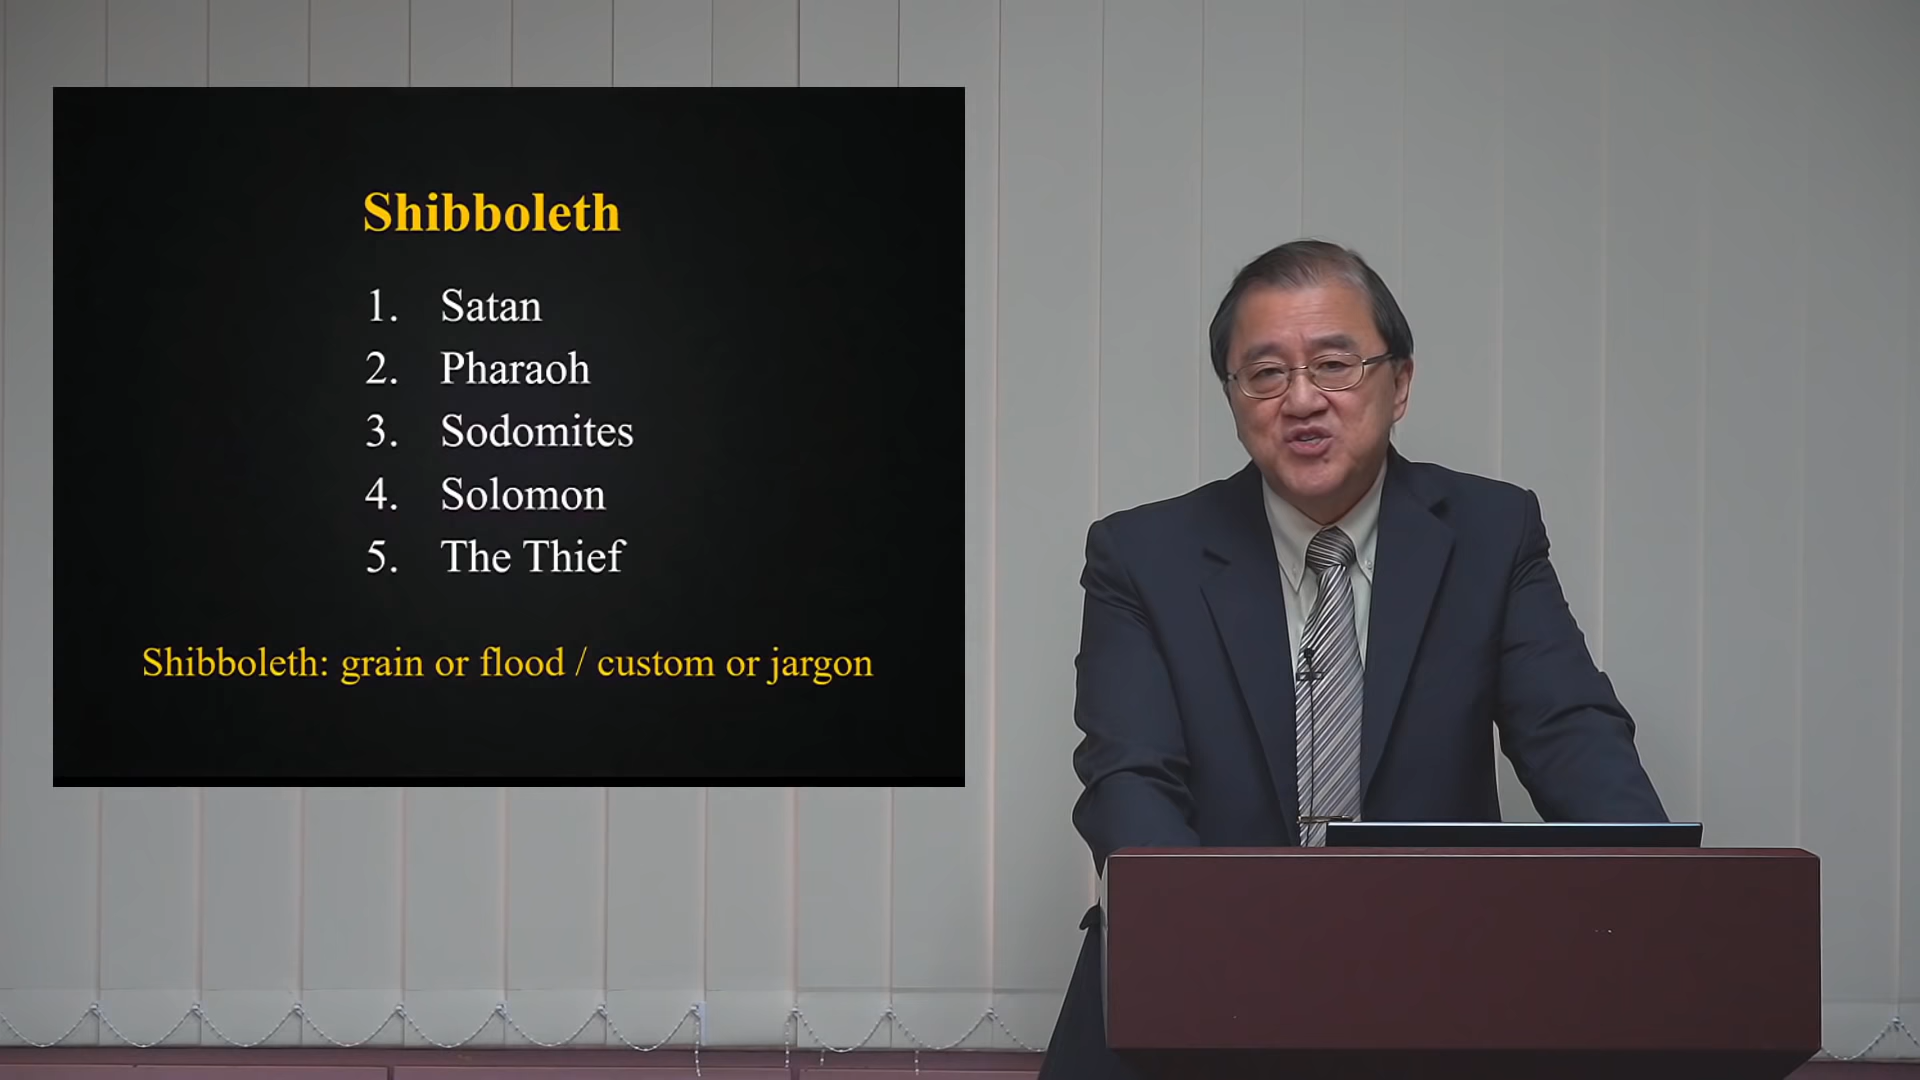 Shibboleth
1. Satan
2. Pharaoh
3. Sodomites
4. Solomon
5. The Thief
Shibboleth: grain or flood / custom or jargon